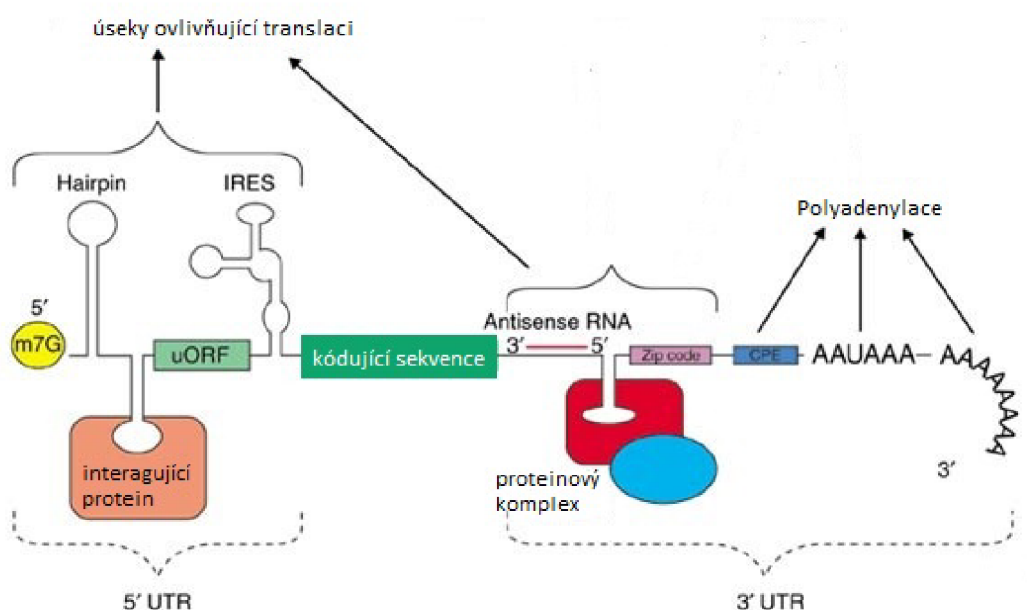 úseky ovlivňující translaci
Hairpin
IRES
Polyadenylace
5′
m7G
uORF
kódující sekvence
Antisense RNA
3′
5′
Zip code
CPE
AAUAAA
AAAAAAAA
3′
interagující
protein
proteinový
komplex
5′ UTR
3′ UTR